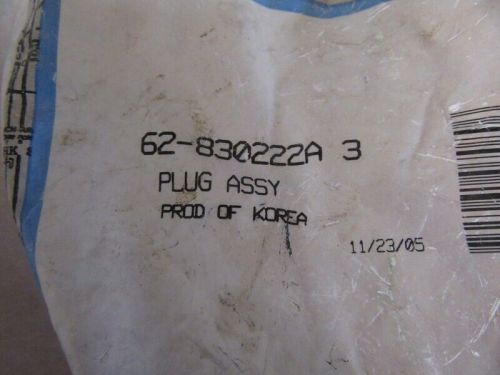 62-830222A 3
PLUG ASSY
PROD OF KOREA
11/23/05